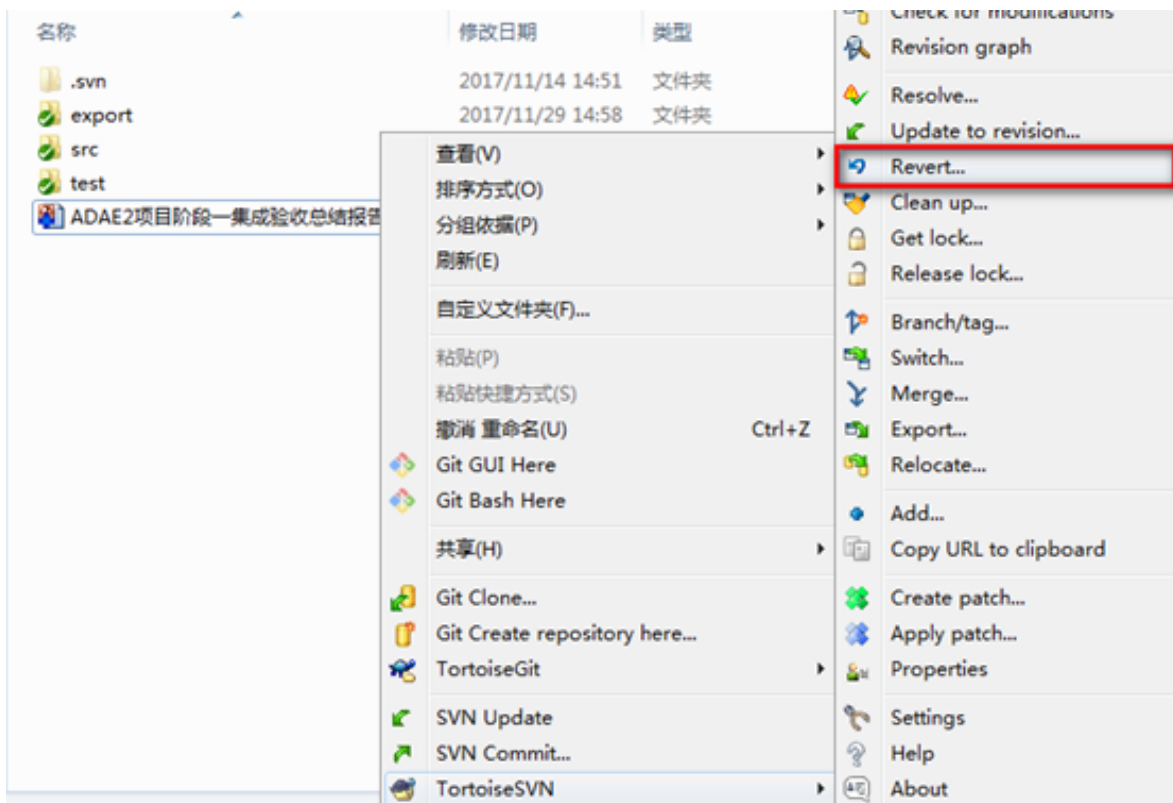 名称 修改日期 类型
.svn 2017/11/14 14:51 文件夹
export 2017/11/29 14:58 文件夹
src
test
ADAE2项目阶段一集成验收总结报告
查看(V)
排序方式(O)
分组依据(P)
刷新(E)
自定义文件夹(F)...
粘贴(P)
粘贴快捷方式(S)
撤消 重命名(U) Ctrl+Z
Git GUI Here
Git Bash Here
共享(H)
Git Clone...
Git Create repository here...
TortoiseGit
SVN Update
SVN Commit...
TortoiseSVN
Check for modifications
Revision graph
Resolve...
Update to revision...
Revert...
Clean up...
Get lock...
Release lock...
Branch/tag...
Switch...
Merge...
Export...
Relocate...
Add...
Copy URL to clipboard
Create patch...
Apply patch...
Properties
Settings
Help
About